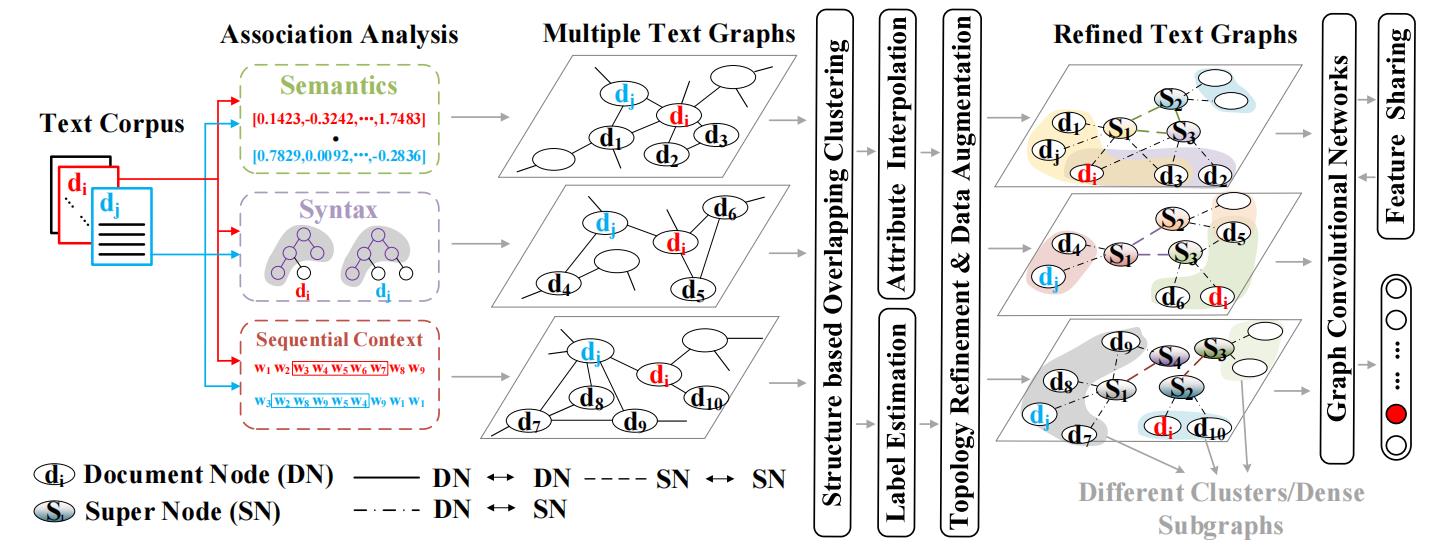 Association Analysis
Multiple Text Graphs
Refined Text Graphs
Text Corpus
d_i
d_j
Semantics
[0.1423,-0.3242,···,1.7483]
•
[0.7829,0.0092,···,-0.2836]
Syntax
d_i
d_j
Sequential Context
w_1 w_2 w_3 w_4 w_5 w_6 w_7 w_8 w_9
w_3 w_2 w_8 w_9 w_5 w_4 w_9 w_1 w_1
d_j
d_i
d_1
d_3
d_2
d_6
d_j
d_i
d_4
d_5
d_j
d_i
d_8
d_10
d_7
d_9
Structure based Overlapping Clustering
Attribute Interpolation
Label Estimation
Topology Refinement & Data Augmentation
S_2
d_1
S_1
S_3
d_j
d_i
d_3
d_2
S_2
d_4
d_5
S_1
S_3
d_j
d_6
d_i
d_9
S_4
S_3
d_8
S_1
S_2
d_j
d_7
d_i
d_10
Graph Convolutional Networks
Feature Sharing
... ...
Different Clusters/Dense
Subgraphs
d_i Document Node (DN)
DN ↔ DN
SN ↔ SN
S_i Super Node (SN)
DN ↔ SN